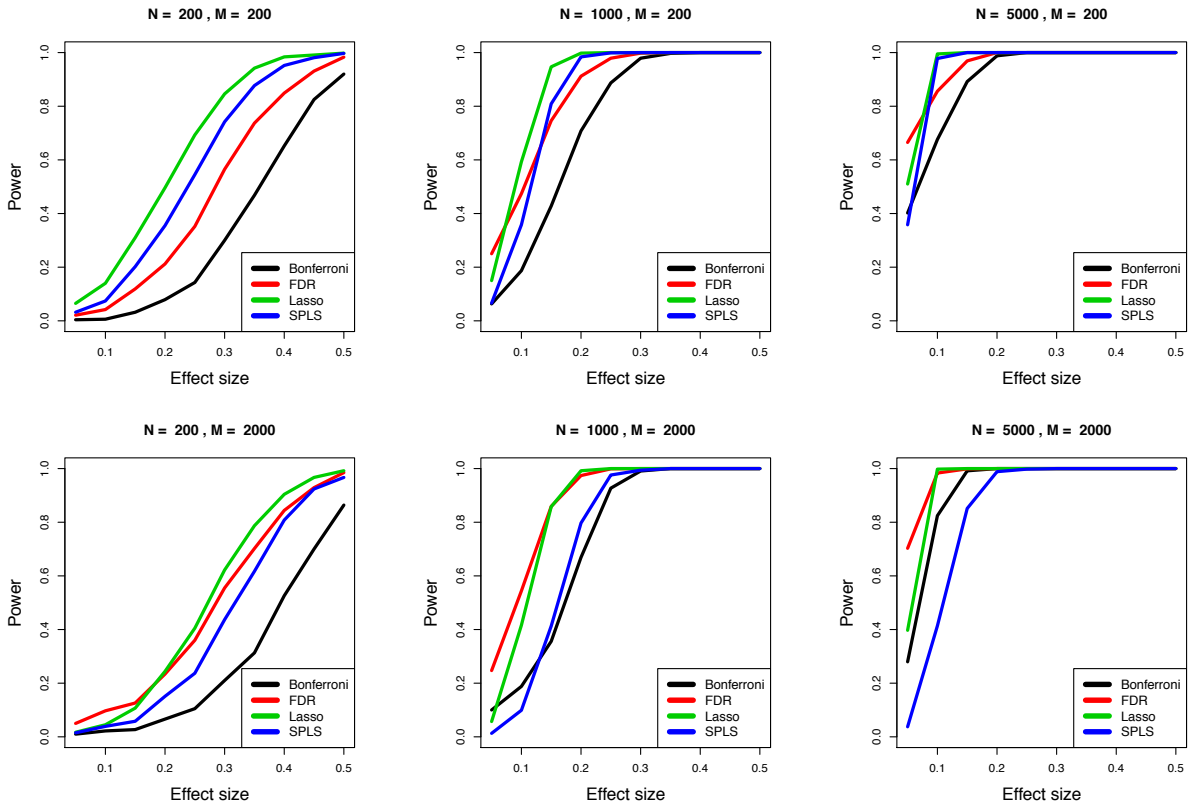 N = 200 , M = 200
Power
0.0 0.2 0.4 0.6 0.8 1.0
Bonferroni
FDR
Lasso
SPLS
0.1 0.2 0.3 0.4 0.5
Effect size
N = 1000 , M = 200
Power
0.0 0.2 0.4 0.6 0.8 1.0
Bonferroni
FDR
Lasso
SPLS
0.1 0.2 0.3 0.4 0.5
Effect size
N = 5000 , M = 200
Power
0.0 0.2 0.4 0.6 0.8 1.0
Bonferroni
FDR
Lasso
SPLS
0.1 0.2 0.3 0.4 0.5
Effect size
N = 200 , M = 2000
Power
0.0 0.2 0.4 0.6 0.8 1.0
Bonferroni
FDR
Lasso
SPLS
0.1 0.2 0.3 0.4 0.5
Effect size
N = 1000 , M = 2000
Power
0.0 0.2 0.4 0.6 0.8 1.0
Bonferroni
FDR
Lasso
SPLS
0.1 0.2 0.3 0.4 0.5
Effect size
N = 5000 , M = 2000
Power
0.0 0.2 0.4 0.6 0.8 1.0
Bonferroni
FDR
Lasso
SPLS
0.1 0.2 0.3 0.4 0.5
Effect size